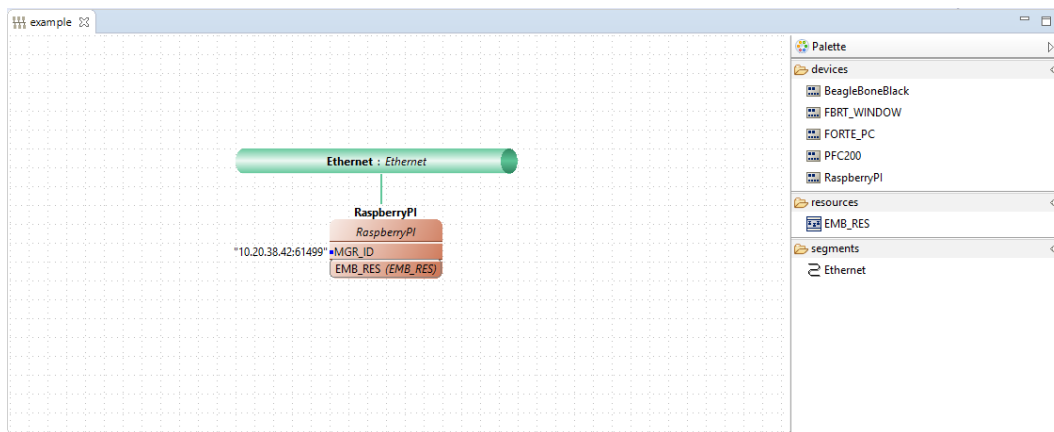 example
Palette
devices
BeagleBoneBlack
FBRT_WINDOW
FORTE_PC
PFC200
RaspberryPI
resources
EMB_RES
segments
Ethernet
Ethernet : Ethernet
RaspberryPI
RaspberryPI
"10.20.38.42:61499" MGR_ID
EMB_RES (EMB_RES)